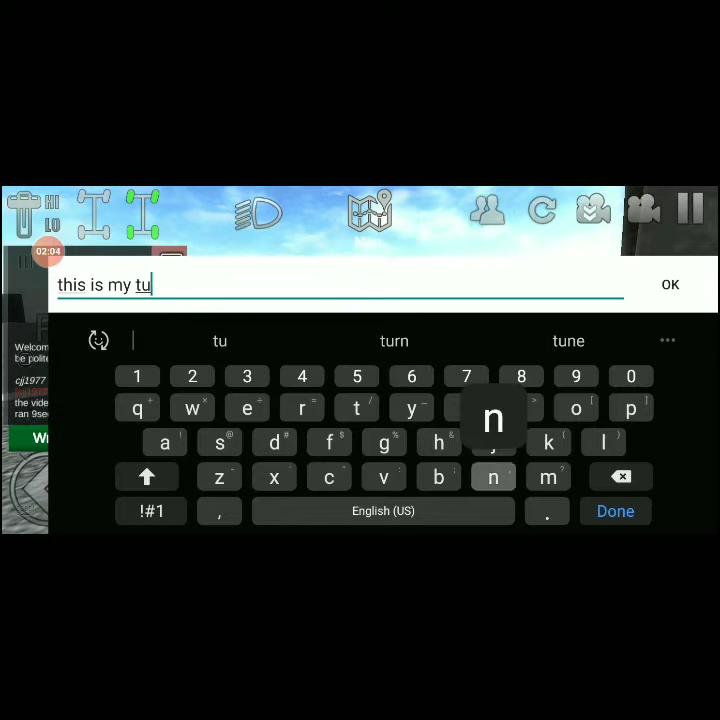 HI
LO
02:04
this is my tu
OK
tu turn tune
Welcom
be polite
cjj1977
the vide
ran 9sec
Wr
1 2 3 4 5 6 7 8 9 0
q w e r t y o p
n
a s d f g h j k l
z x c v b n m
!#1 , English (US) . Done